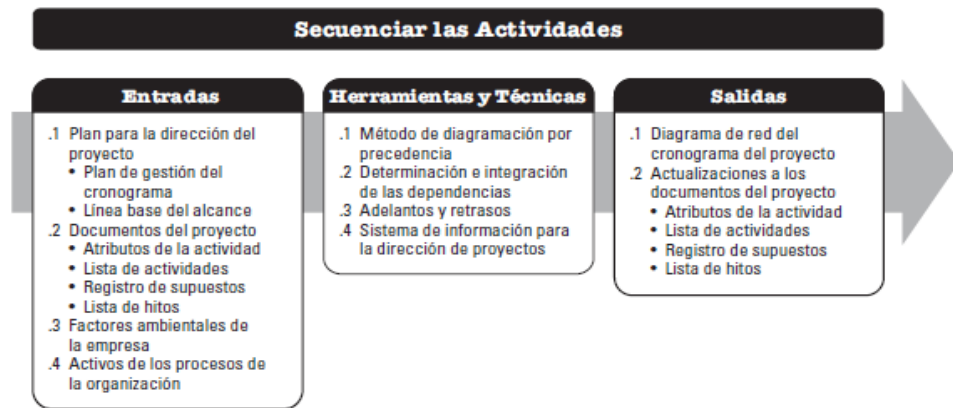 Secuenciar las Actividades
Entradas
.1 Plan para la dirección del
proyecto
• Plan de gestión del
cronograma
• Línea base del alcance
.2 Documentos del proyecto
• Atributos de la actividad
• Lista de actividades
• Registro de supuestos
• Lista de hitos
.3 Factores ambientales de
la empresa
.4 Activos de los procesos de
la organización
Herramientas y Técnicas
.1 Método de diagramación por
precedencia
.2 Determinación e integración
de las dependencias
.3 Adelantos y retrasos
.4 Sistema de información para
la dirección de proyectos
Salidas
.1 Diagrama de red del
cronograma del proyecto
.2 Actualizaciones a los
documentos del proyecto
• Atributos de la actividad
• Lista de actividades
• Registro de supuestos
• Lista de hitos